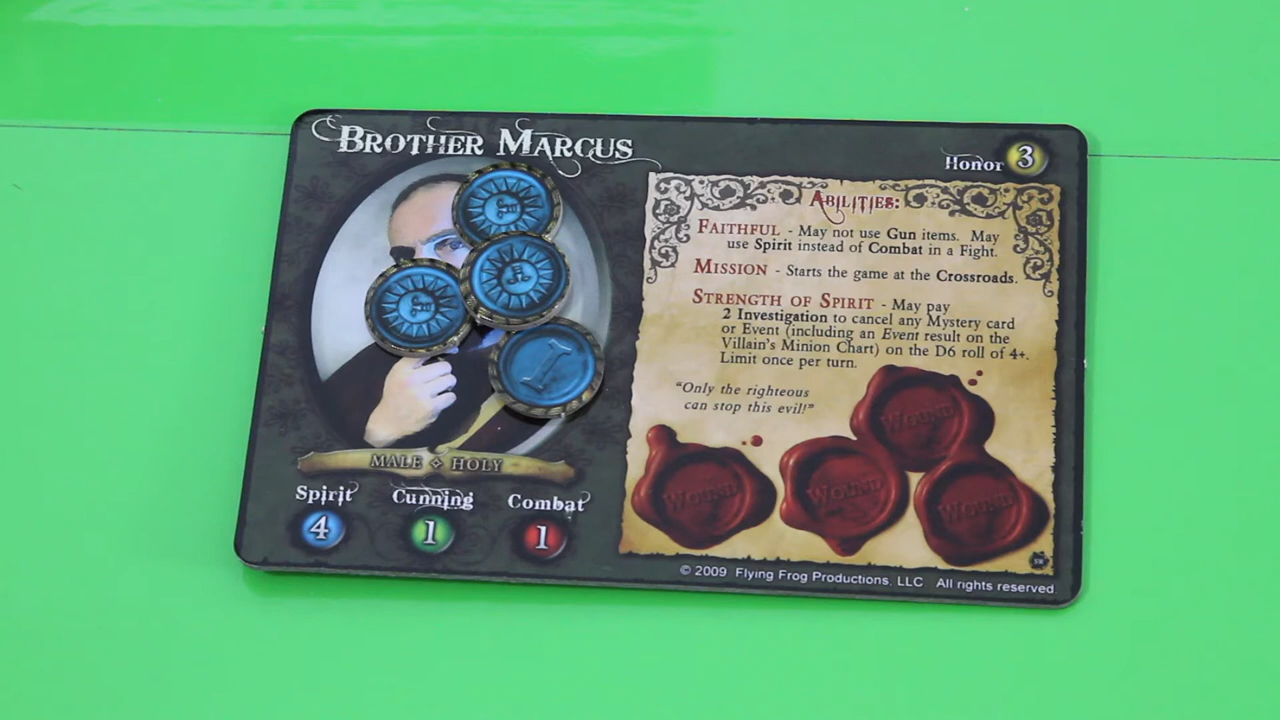 BROTHER MARCUS
Honor 3
ABILITIES:
FAITHFUL - May not use Gun items. May
use Spirit instead of Combat in a Fight.
MISSION - Starts the game at the Crossroads.
STRENGTH OF SPIRIT - May pay
2 Investigation to cancel any Mystery card
or Event (including an Event result on the
Villain's Minion Chart) on the D6 roll of 4+.
Limit once per turn.
"Only the righteous
can stop this evil!"
I
MALE ✧ HOLY
Spirit Cunning Combat
4 1 1
WOUND
WOUND
WOUND
WOUND
© 2009 Flying Frog Productions, LLC All rights reserved.